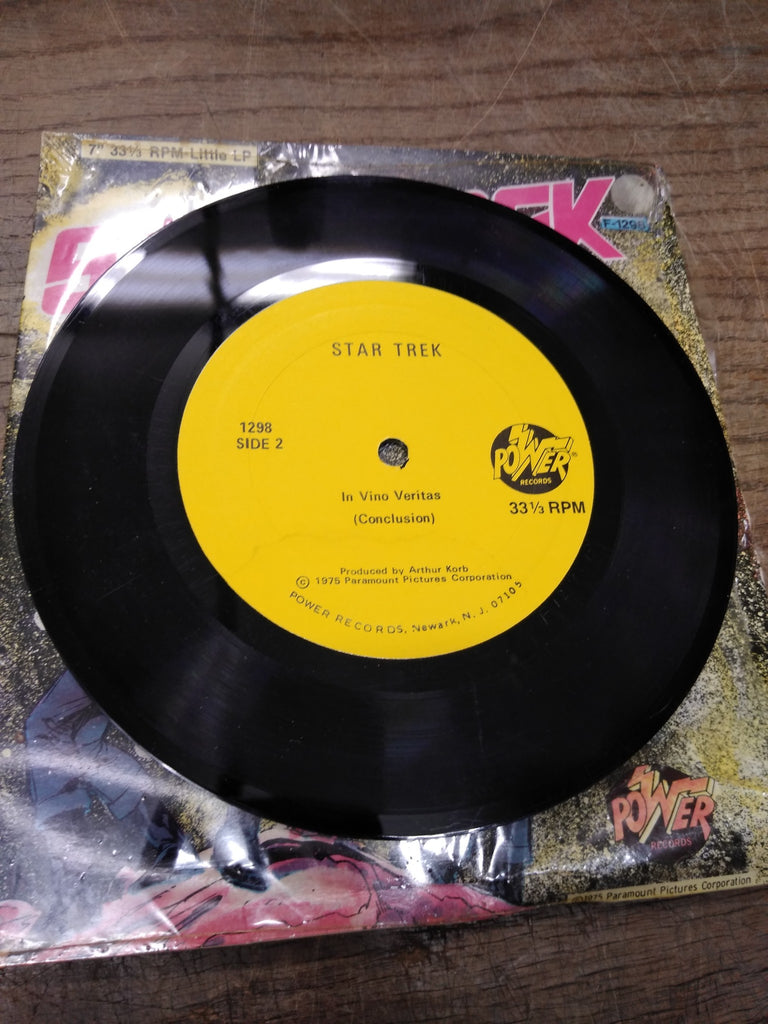 7" 33⅓ RPM-Little LP
EK
F-1298
STAR TREK
1298
SIDE 2
POWER®
RECORDS
33⅓ RPM
In Vino Veritas
(Conclusion)
Produced by Arthur Korb
© 1975 Paramount Pictures Corporation
POWER RECORDS, Newark, N. J. 07105
POWER
RECORDS
©1975 Paramount Pictures Corporation